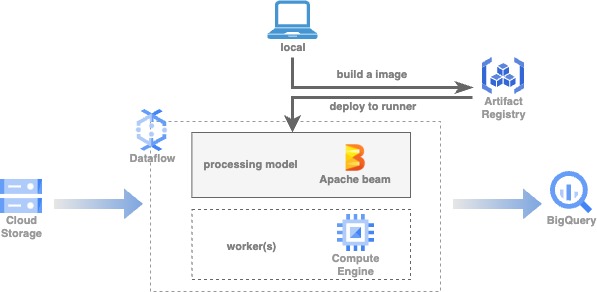 local
build a image
deploy to runner
Artifact
Registry
Dataflow
processing model
Apache beam
Cloud
Storage
worker(s)
Compute
Engine
BigQuery